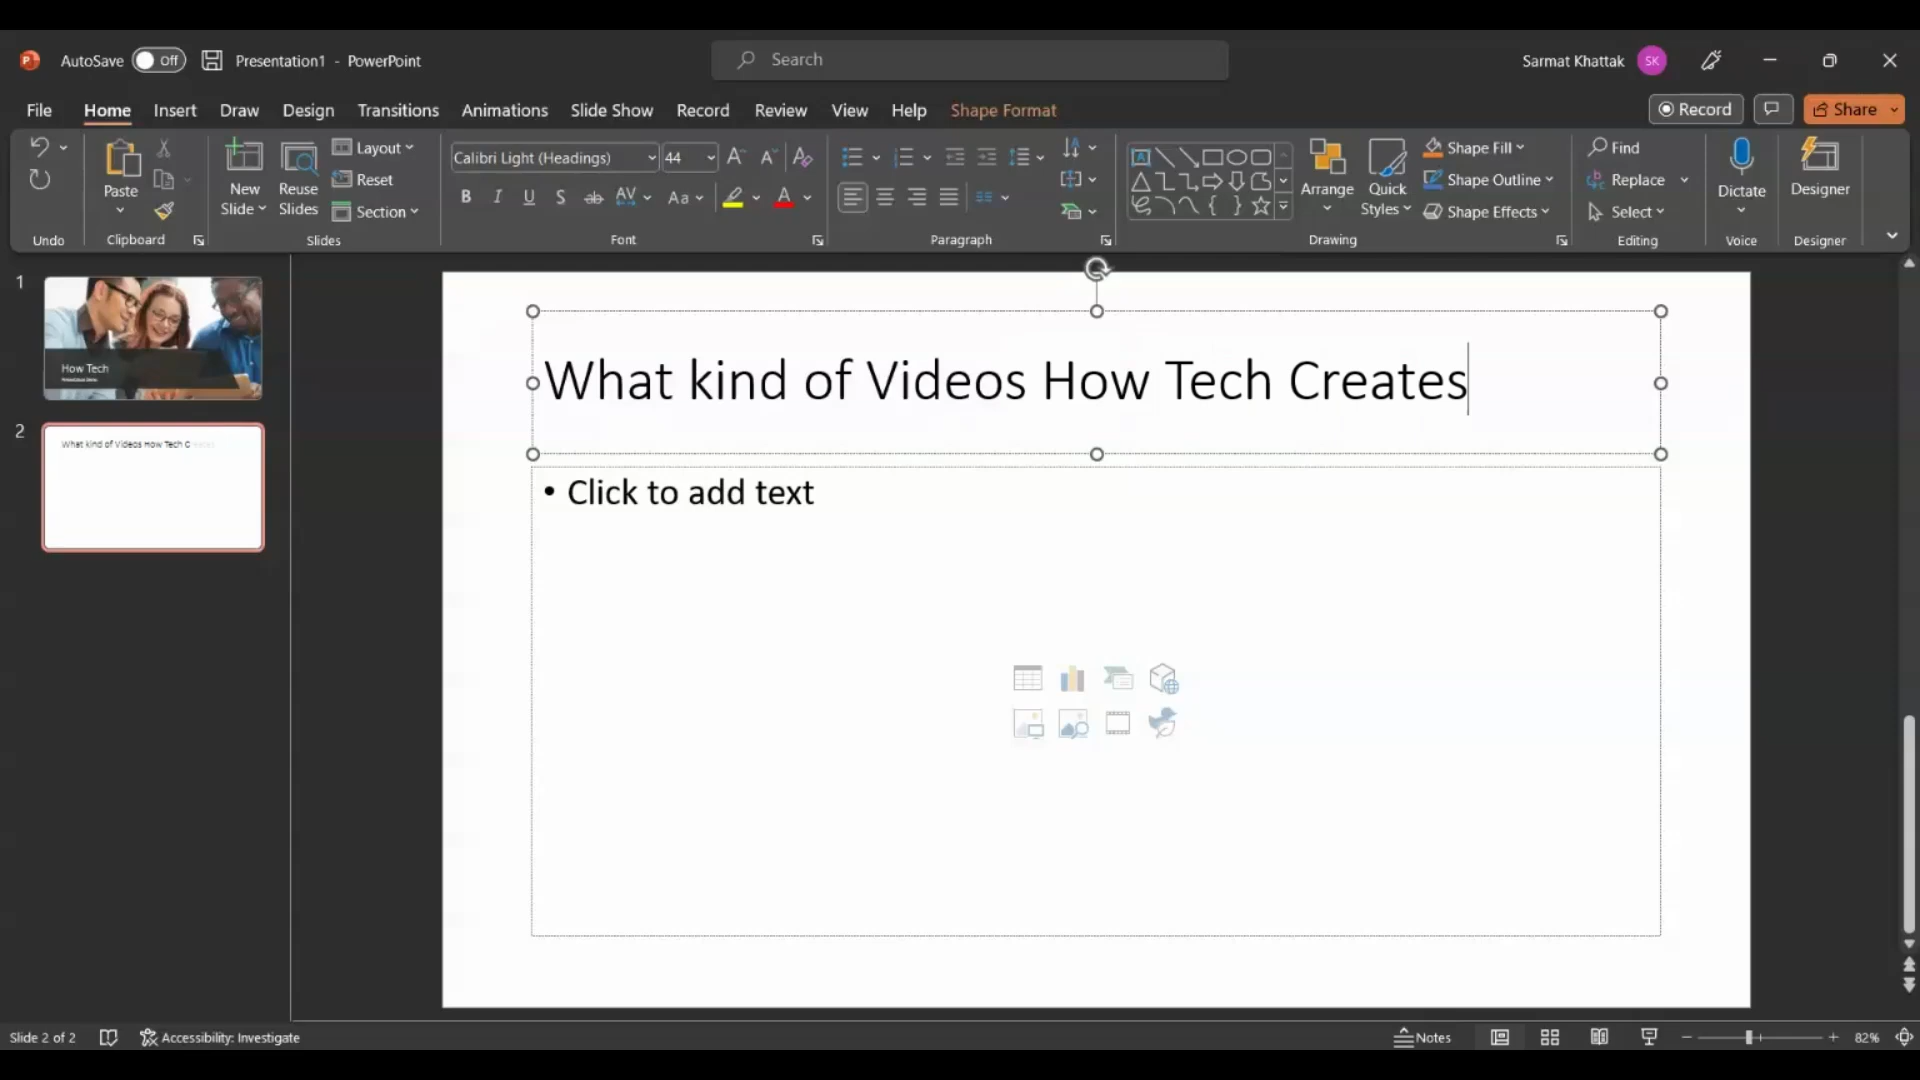 AutoSave Off Presentation1 - PowerPoint Search Sarmat Khattak SK
File Home Insert Draw Design Transitions Animations Slide Show Record Review View Help Shape Format Record Share
Paste
New Slide
Reuse Slides
Layout
Reset
Section
Calibri Light (Headings) 44
B I U S ab AV Aa A
Arrange
Quick Styles
Shape Fill
Shape Outline
Shape Effects
Find
Replace
Select
Dictate
Designer
Undo Clipboard Slides Font Paragraph Drawing Editing Voice Designer
1
How Tech
2
What kind of Videos How Tech Creates
What kind of Videos How Tech Creates
• Click to add text
Slide 2 of 2 Accessibility: Investigate Notes 82%